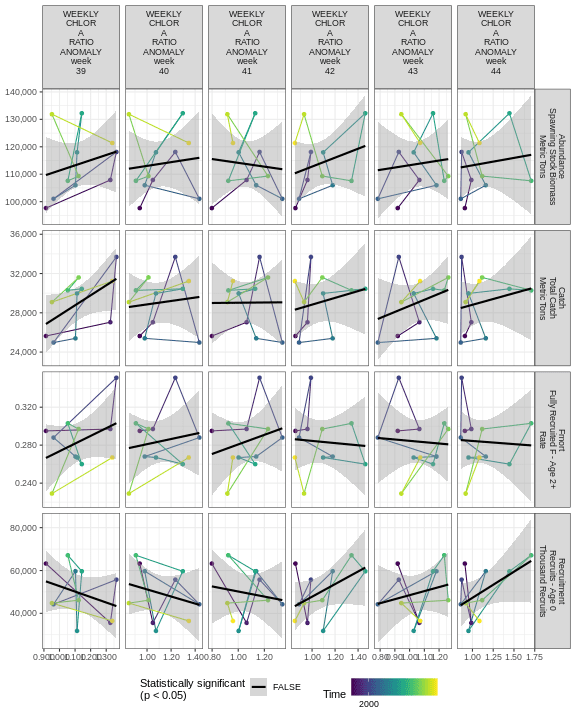 WEEKLY
CHLOR
A
RATIO
ANOMALY
week
39
WEEKLY
CHLOR
A
RATIO
ANOMALY
week
40
WEEKLY
CHLOR
A
RATIO
ANOMALY
week
41
WEEKLY
CHLOR
A
RATIO
ANOMALY
week
42
WEEKLY
CHLOR
A
RATIO
ANOMALY
week
43
WEEKLY
CHLOR
A
RATIO
ANOMALY
week
44
140,000
130,000
120,000
110,000
100,000
Abundance
Spawning Stock Biomass
Metric Tons
36,000
32,000
28,000
24,000
Catch
Total Catch
Metric Tons
0.320
0.280
0.240
Fmort
Fully Recruited F - Age 2+
Rate
80,000
60,000
40,000
Recruitment
Recruits - Age 0
Thousand Recruits
1.00 1.20 1.40
0.80 1.00 1.20
1.00 1.20 1.40
0.80 1.00 1.20
1.00 1.25 1.50 1.75
Statistically significant
(p < 0.05)
FALSE
Time
2000